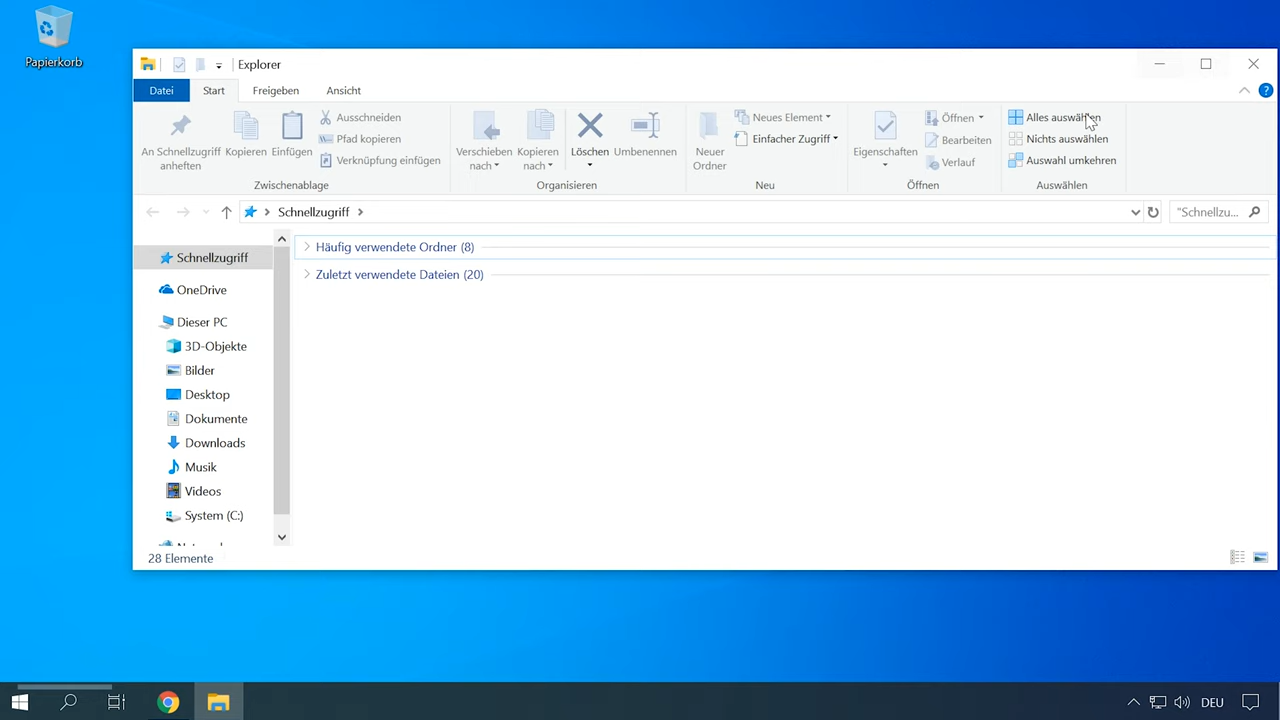 Papierkorb
Explorer
Datei Start Freigeben Ansicht
An Schnellzugriff anheften
Kopieren
Einfügen
Ausschneiden
Pfad kopieren
Verknüpfung einfügen
Zwischenablage
Verschieben nach
Kopieren nach
Löschen
Umbenennen
Organisieren
Neuer Ordner
Neues Element
Einfacher Zugriff
Neu
Eigenschaften
Öffnen
Bearbeiten
Verlauf
Öffnen
Alles auswählen
Nichts auswählen
Auswahl umkehren
Auswählen
Schnellzugriff
"Schnellzu...
Schnellzugriff
OneDrive
Dieser PC
3D-Objekte
Bilder
Desktop
Dokumente
Downloads
Musik
Videos
System (C:)
Häufig verwendete Ordner (8)
Zuletzt verwendete Dateien (20)
28 Elemente
DEU